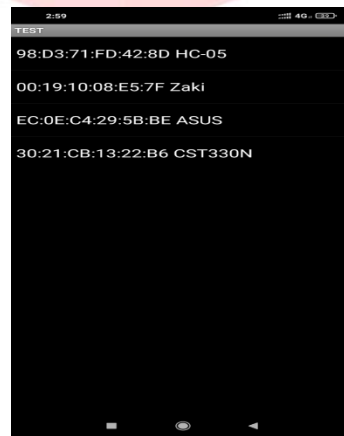 2:59
4G
TEST
98:D3:71:FD:42:8D HC-05
00:19:10:08:E5:7F Zaki
EC:0E:C4:29:5B:BE ASUS
30:21:CB:13:22:B6 CST330N